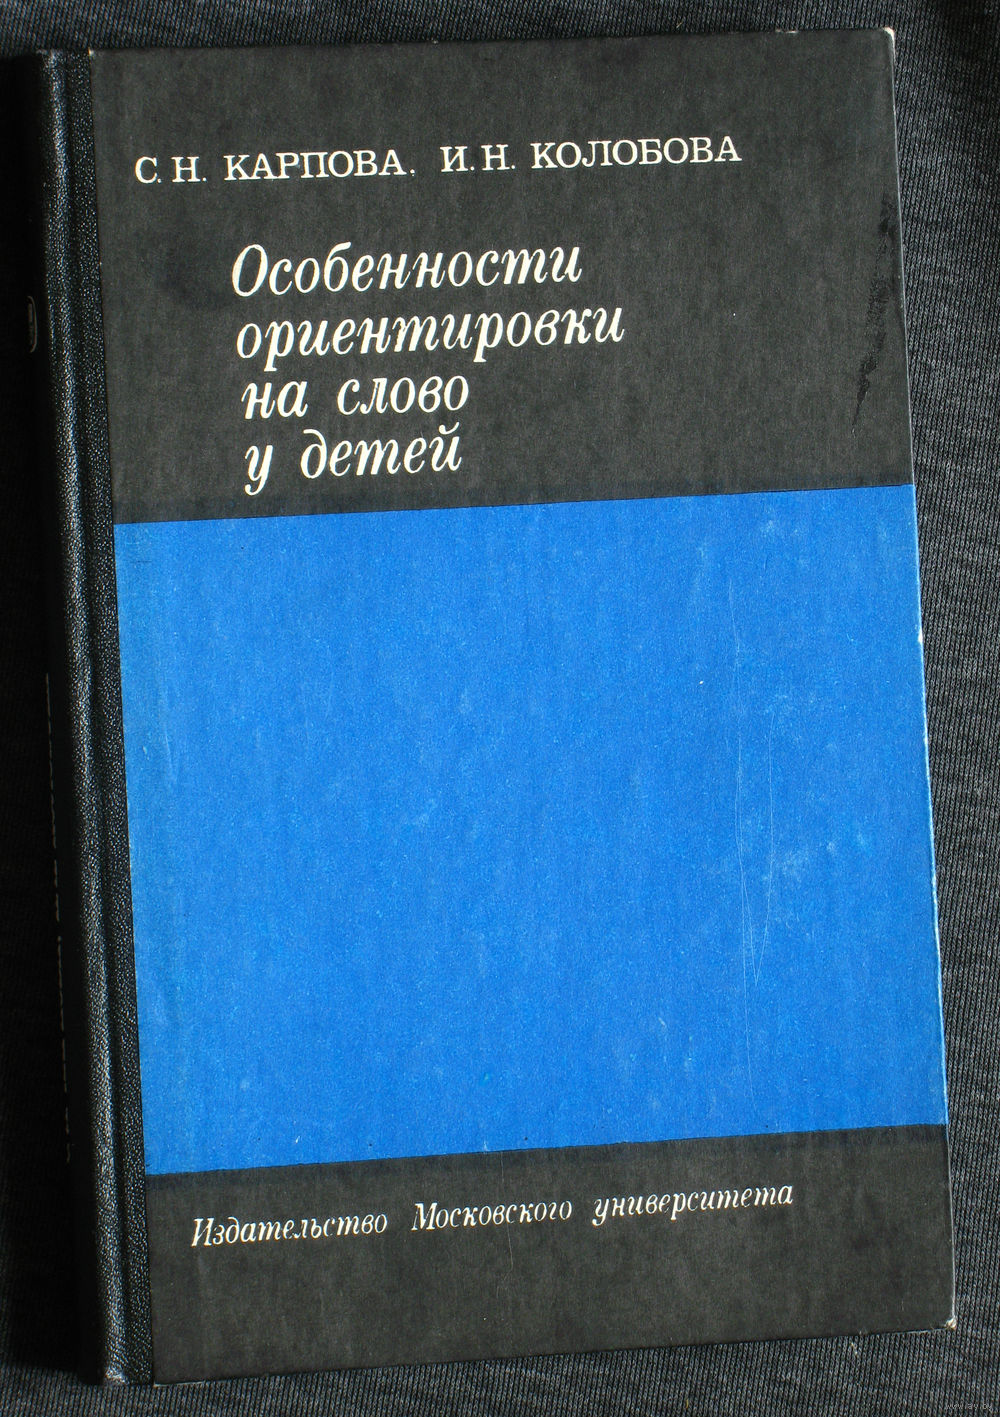 С. Н. КАРПОВА, И. Н. КОЛОБОВА
Особенности
ориентировки
на слово
у детей
Издательство Московского университета